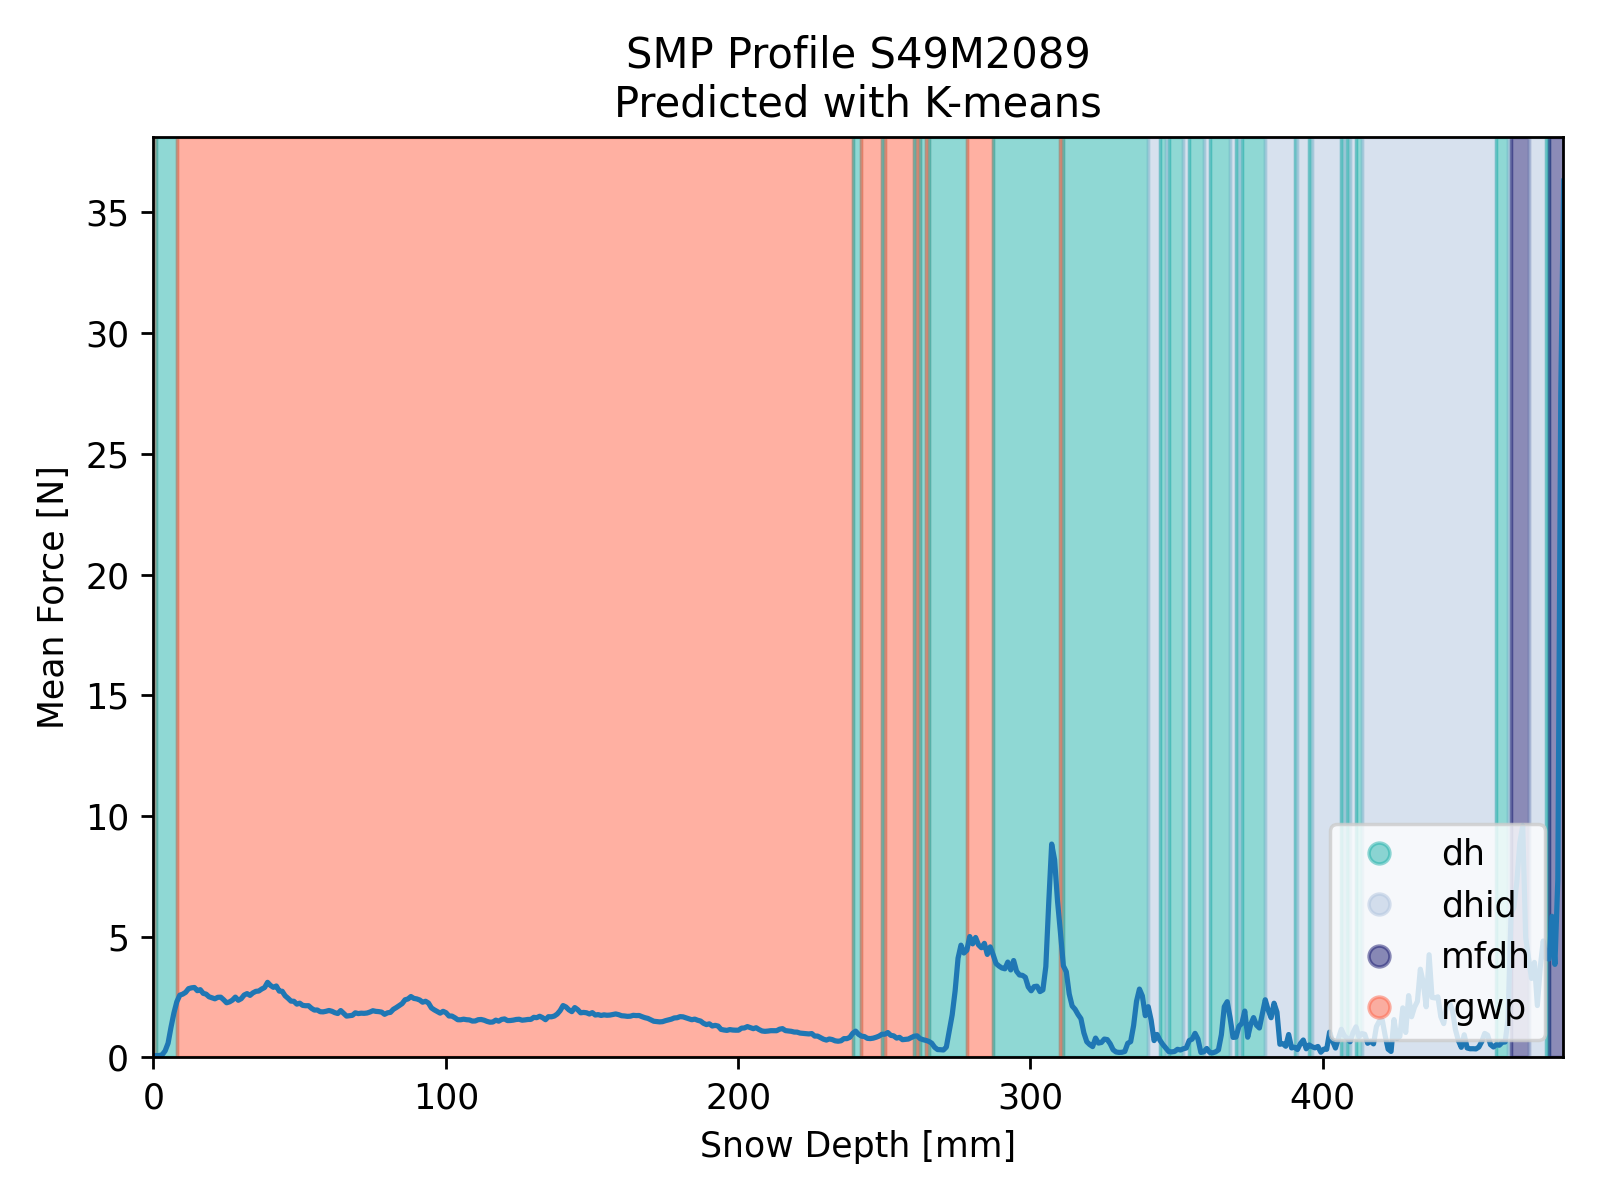 SMP Profile S49M2089
Predicted with K-means
Mean Force [N]
35
30
25
20
15
10
5
0
0
100
200
300
400
Snow Depth [mm]
dh
dhid
mfdh
rgwp